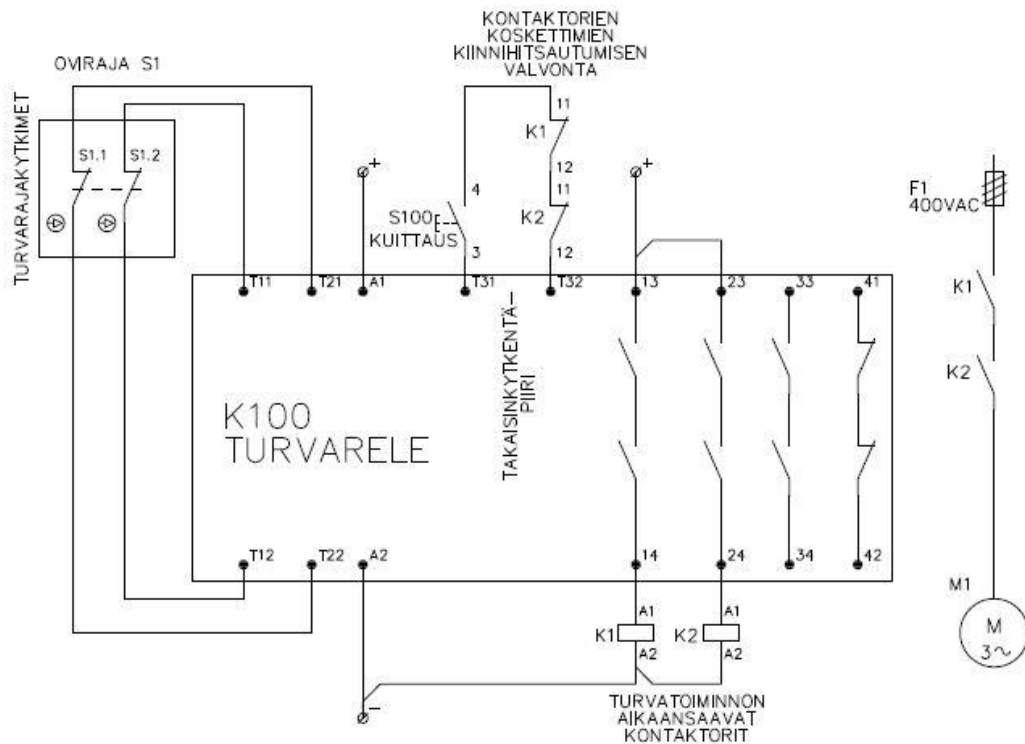 KONTAKTORIEN
KOSKETTIMIEN
KIINNIHITSAUTUMISEN
VALVONTA
OVIRAJA S1
TURVARAJAKYTKIMET
S1.1
S1.2
+
4
S100
KUITTAUS
3
11
K1
12
11
K2
12
+
F1
400VAC
K1
K2
T11
T21
A1
T31
T32
13
23
33
41
TAKAISINKYTKENTÄ-
PIIRI
K100
TURVARELE
T12
T22
A2
14
24
34
42
A1
K1
A2
A1
K2
A2
-
TURVATOIMINNON
AIKAANSAAVAT
KONTAKTORIT
M1
M
3~